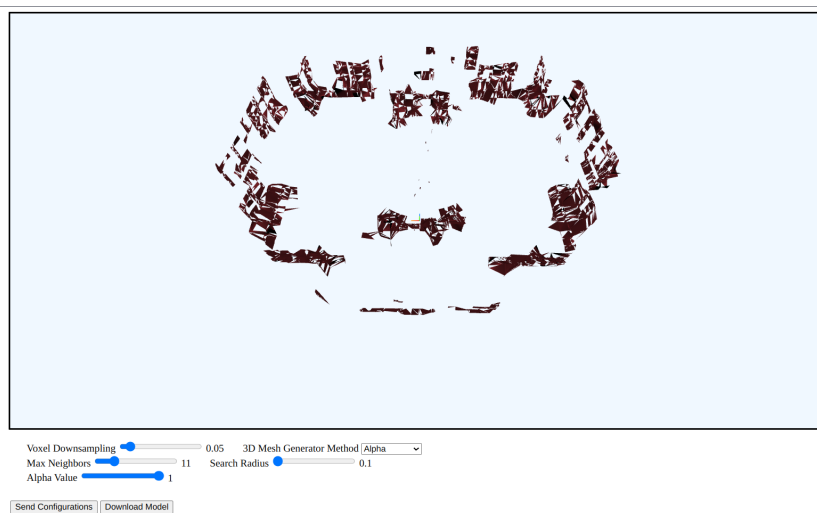 Voxel Downsampling 0.05 3D Mesh Generator Method Alpha
Max Neighbors 11 Search Radius 0.1
Alpha Value 1
Send Configurations Download Model